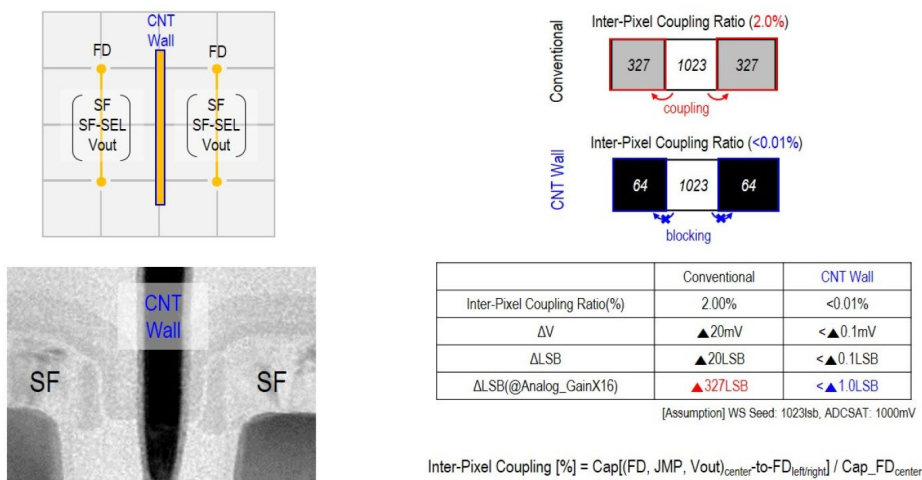 CNT
Wall
FD
FD
SF
SF-SEL
Vout
SF
SF-SEL
Vout
CNT
Wall
SF
SF
Conventional
Inter-Pixel Coupling Ratio (2.0%)
327
1023
327
coupling
CNT Wall
Inter-Pixel Coupling Ratio (<0.01%)
64
1023
64
blocking
Conventional CNT Wall
Inter-Pixel Coupling Ratio(%) 2.00% <0.01%
ΔV ▲20mV <▲0.1mV
ΔLSB ▲20LSB <▲0.1LSB
ΔLSB(@Analog_GainX16) ▲327LSB <▲1.0LSB
[Assumption] WS Seed: 1023lsb, ADCSAT: 1000mV
Inter-Pixel Coupling [%] = Cap[(FD, JMP, Vout)center-to-FDleft/right] / Cap_FDcenter